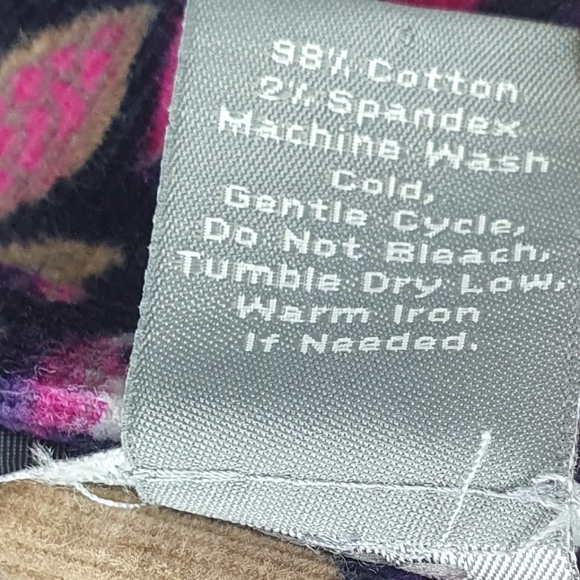 98% Cotton
2% Spandex
Machine Wash
Cold,
Gentle Cycle,
Do Not Bleach,
Tumble Dry Low,
Warm Iron
If Needed.